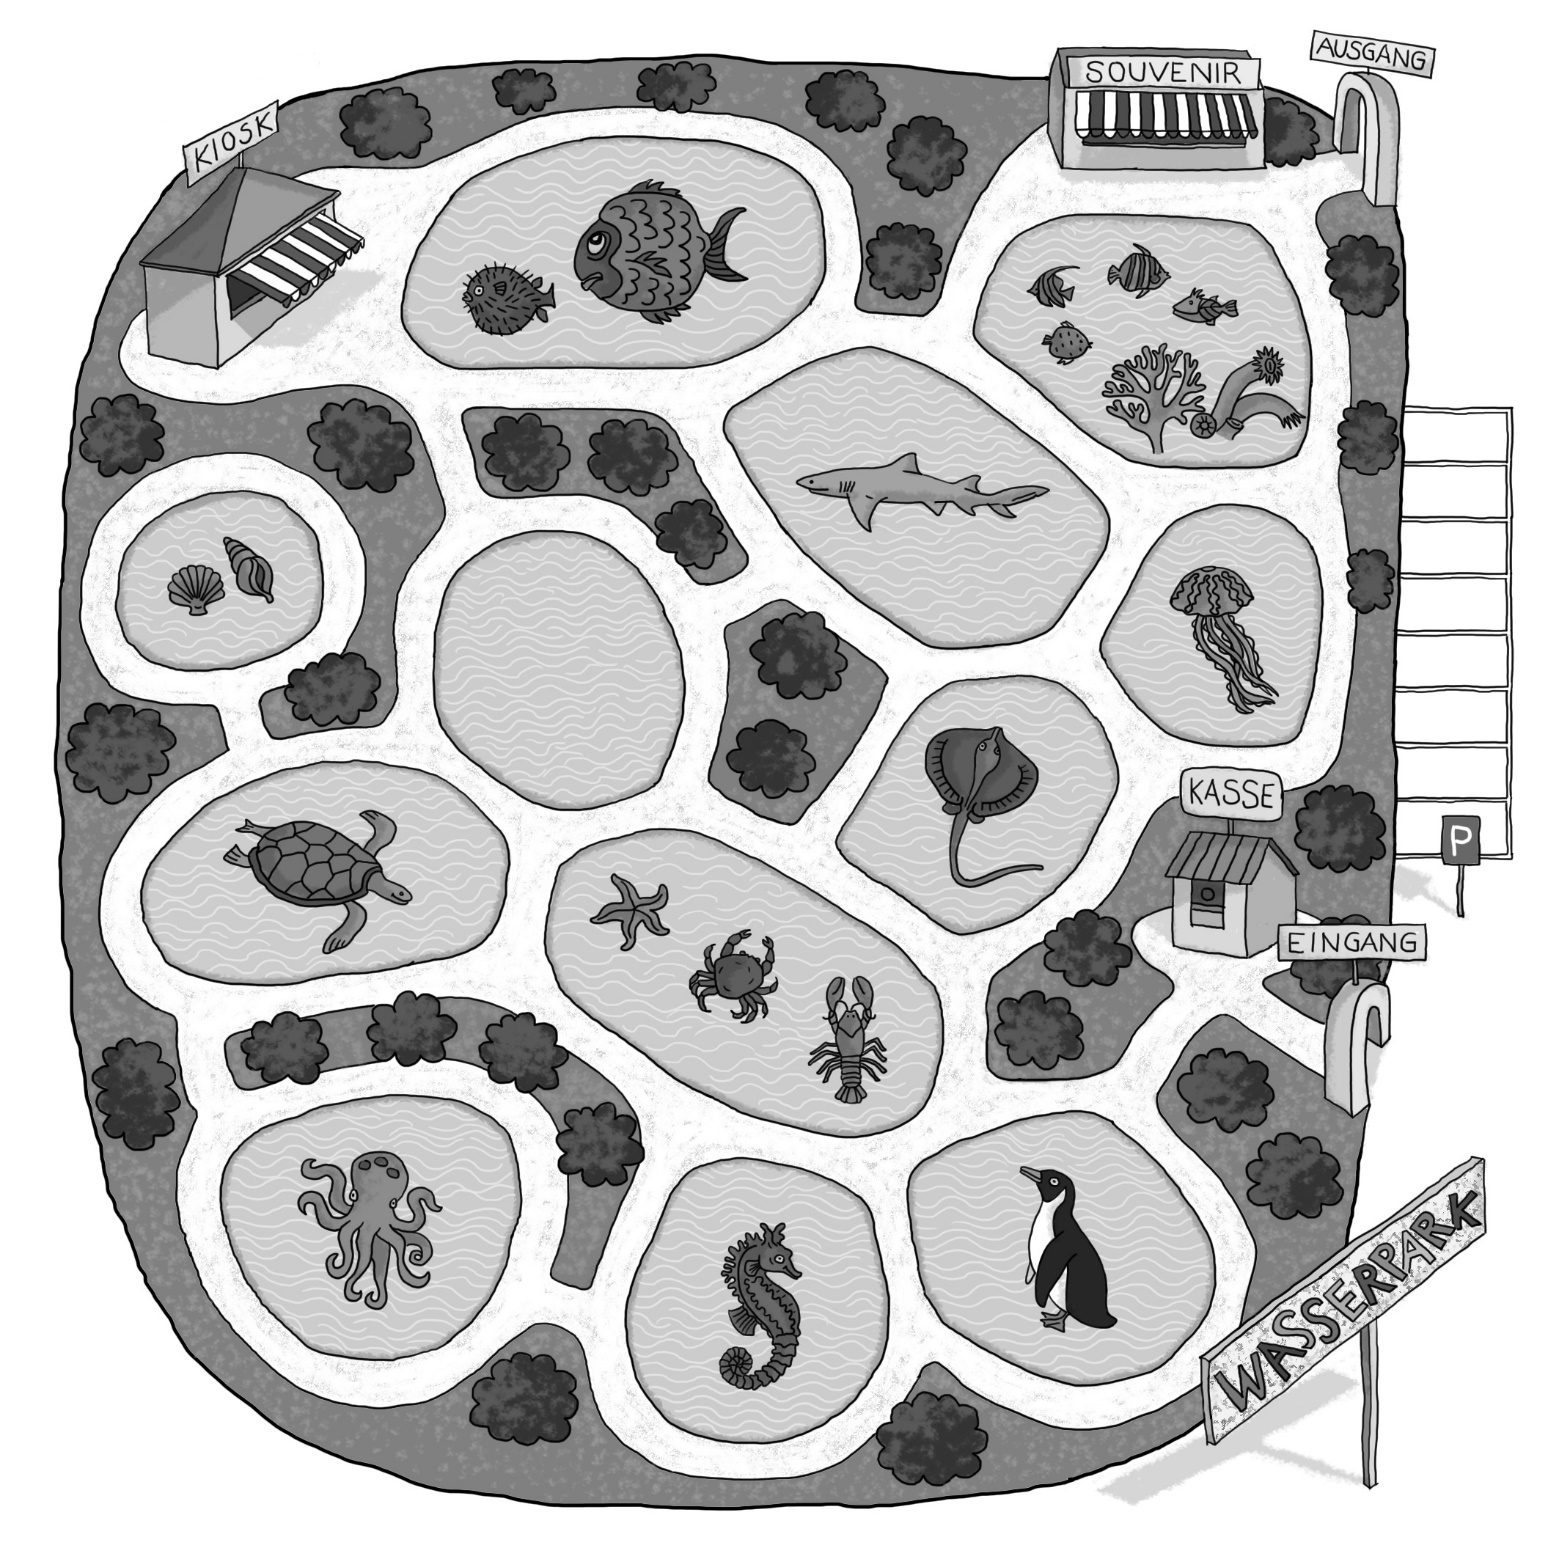 AUSGANG
SOUVENIR
KIOSK
KASSE
P
EINGANG
WASSERPARK